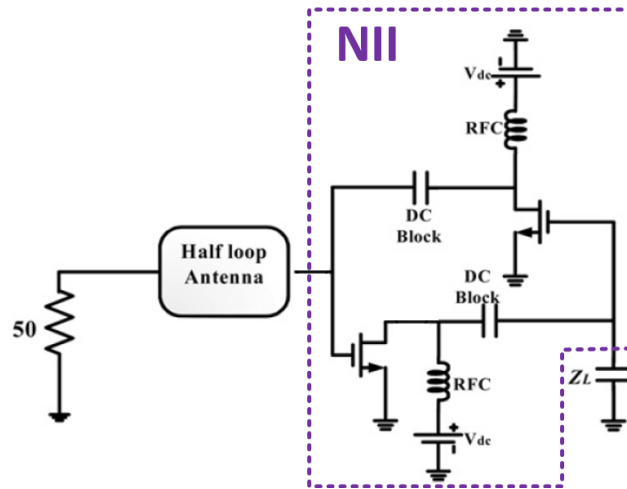 NII
Vdc
RFC
DC
Block
Half loop
Antenna
DC
Block
50
RFC
ZL
Vdc